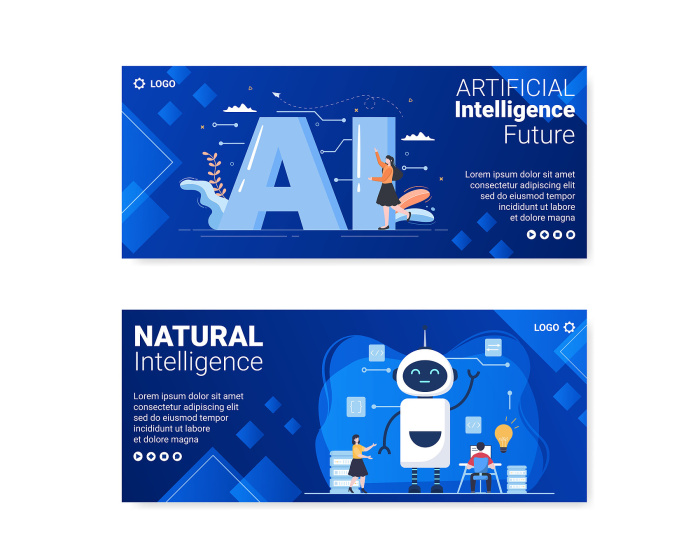 LOGO
ARTIFICIAL
Intelligence
Future
Lorem ipsum dolor sit amet
consectetur adipiscing elit
sed do eiusmod tempor
incididunt ut labore
et dolore magna
AI
NATURAL
Intelligence
LOGO
Lorem ipsum dolor sit amet
consectetur adipiscing elit
sed do eiusmod tempor
incididunt ut labore
et dolore magna